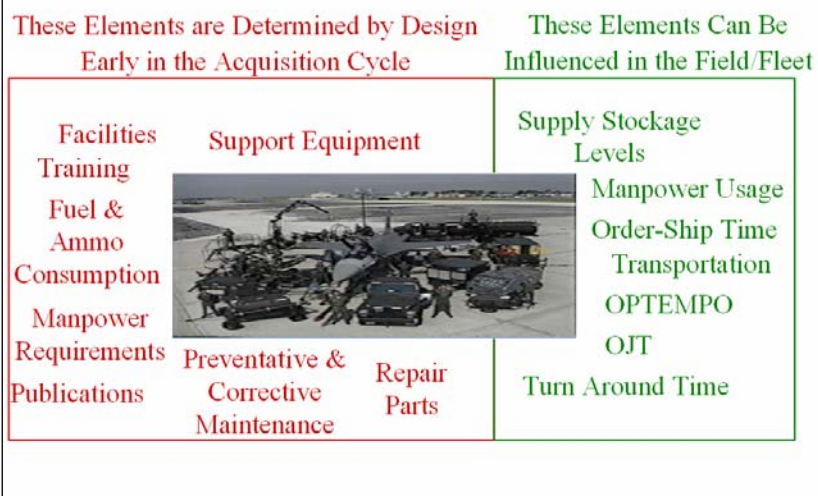 These Elements are Determined by Design
Early in the Acquisition Cycle
Facilities
Training
Support Equipment
Fuel &
Ammo
Consumption
Manpower
Requirements
Publications
Preventative &
Corrective
Maintenance
Repair
Parts
These Elements Can Be
Influenced in the Field/Fleet
Supply Stockage
Levels
Manpower Usage
Order-Ship Time
Transportation
OPTEMPO
OJT
Turn Around Time